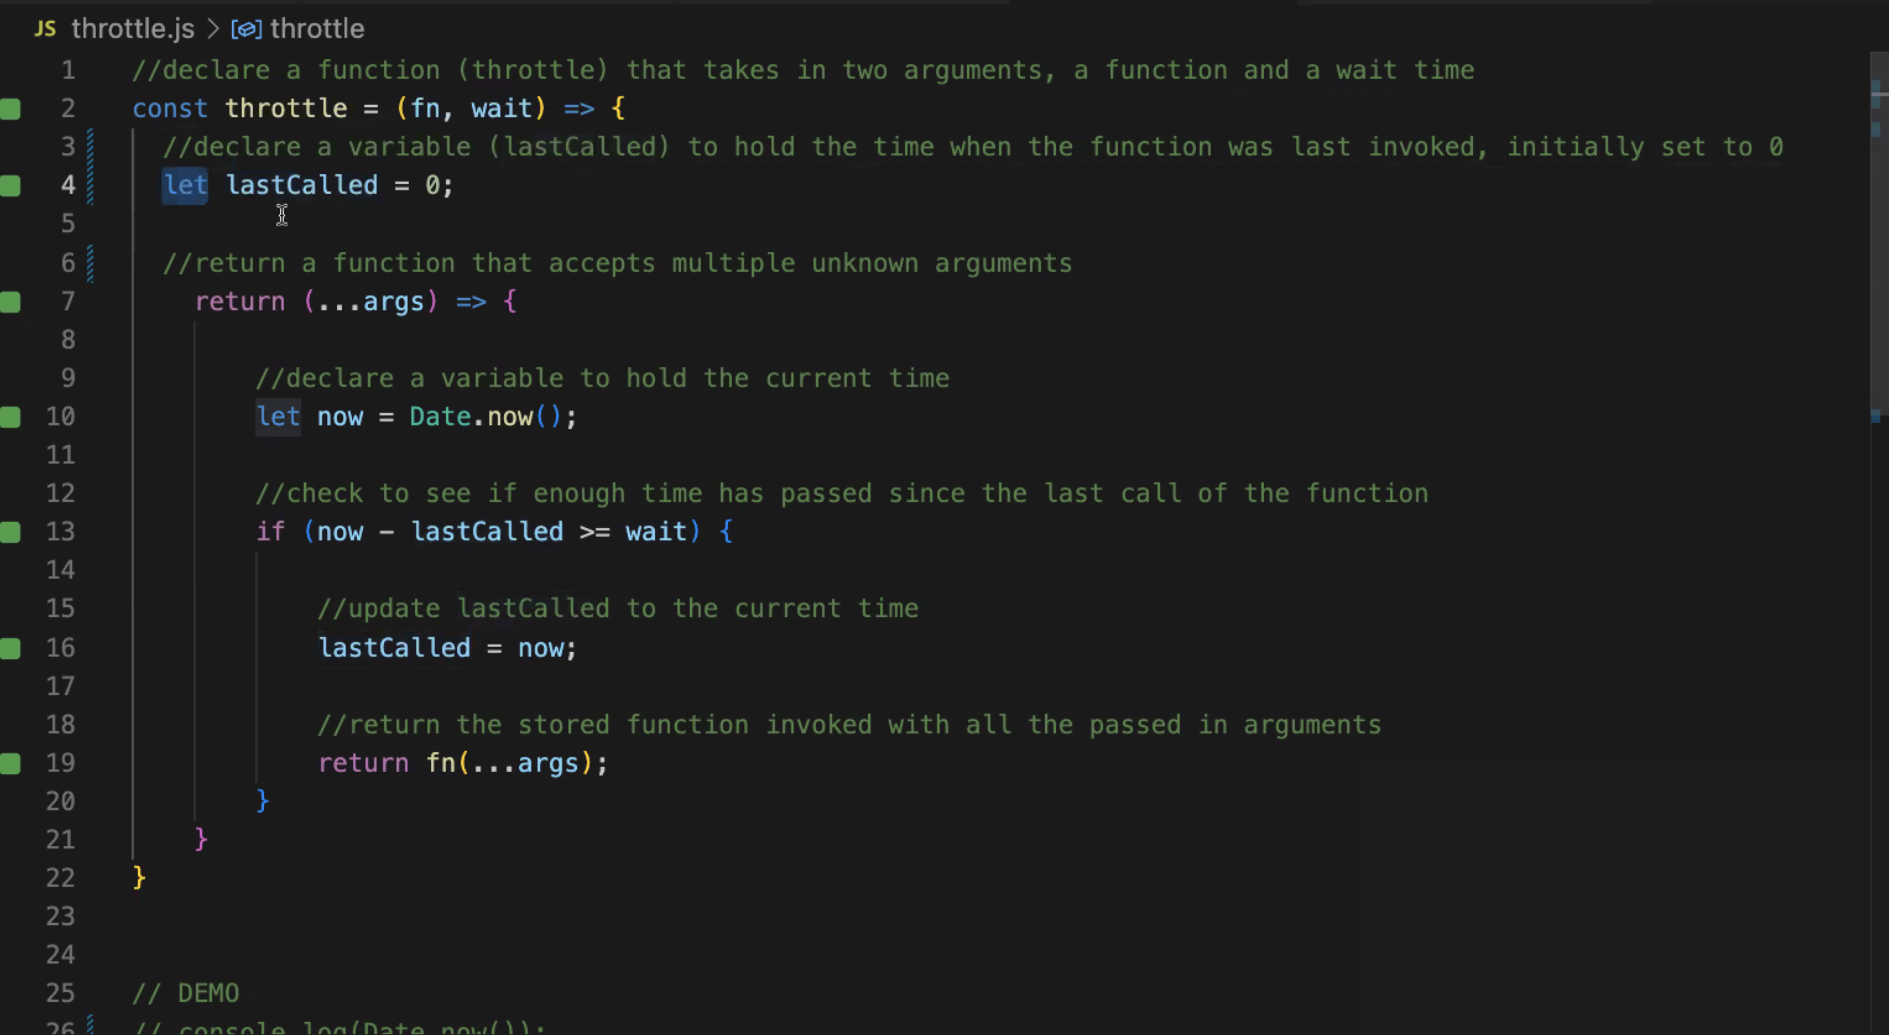 JS throttle.js > throttle
1 //declare a function (throttle) that takes in two arguments, a function and a wait time
2 const throttle = (fn, wait) => {
3 //declare a variable (lastCalled) to hold the time when the function was last invoked, initially set to 0
4 let lastCalled = 0;
5
6 //return a function that accepts multiple unknown arguments
7 return (...args) => {
8
9 //declare a variable to hold the current time
10 let now = Date.now();
11
12 //check to see if enough time has passed since the last call of the function
13 if (now - lastCalled >= wait) {
14
15 //update lastCalled to the current time
16 lastCalled = now;
17
18 //return the stored function invoked with all the passed in arguments
19 return fn(...args);
20 }
21 }
22 }
23
24
25 // DEMO
26 // console.log(Date.now());